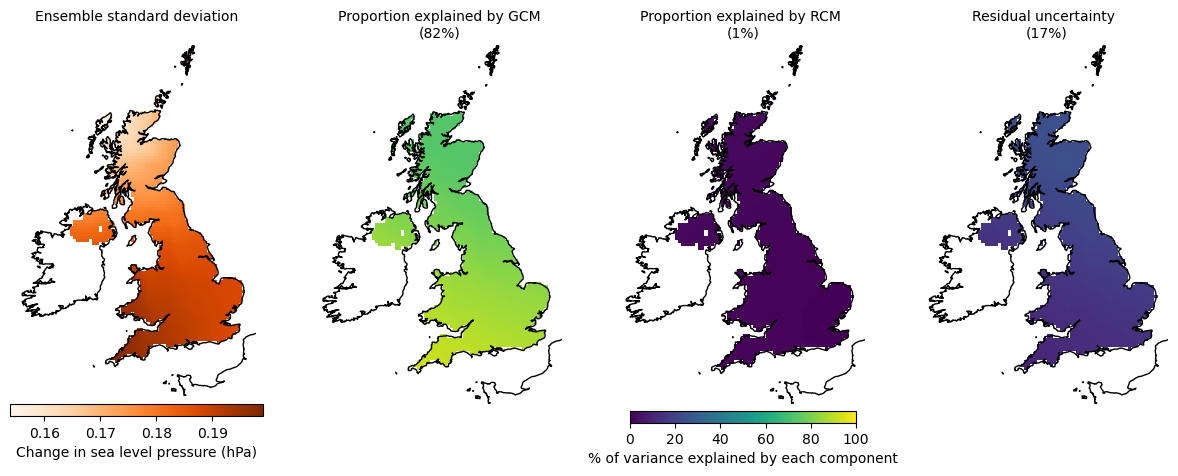 Ensemble standard deviation
Proportion explained by GCM
(82%)
Proportion explained by RCM
(1%)
Residual uncertainty
(17%)
0.16 0.17 0.18 0.19
Change in sea level pressure (hPa)
0 20 40 60 80 100
% of variance explained by each component